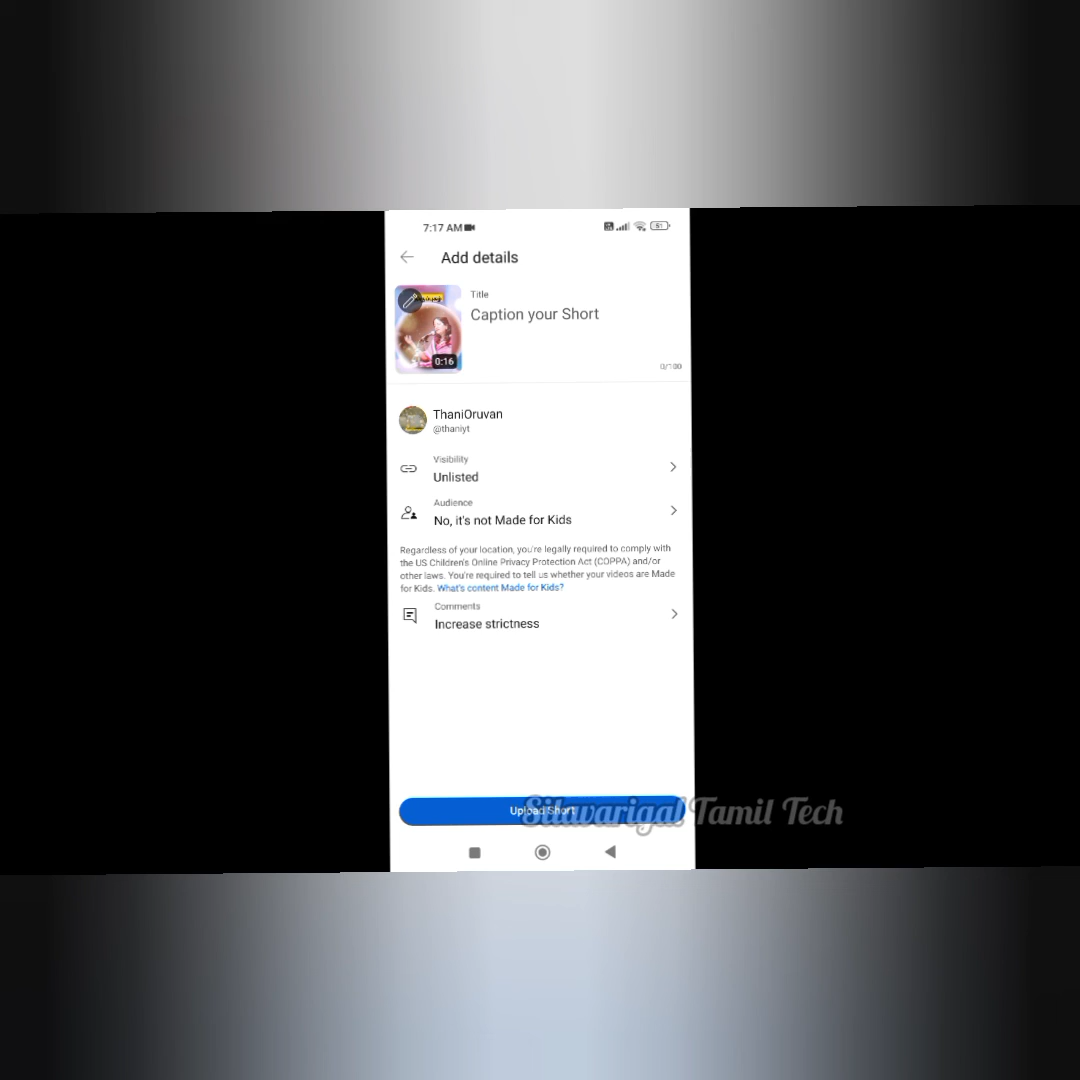 7:17 AM
51
Add details
Title
Caption your Short
0:16
0/100
ThaniOruvan
@thaniyt
Visibility
Unlisted
Audience
No, it's not Made for Kids
Regardless of your location, you're legally required to comply with
the US Children's Online Privacy Protection Act (COPPA) and/or
other laws. You're required to tell us whether your videos are Made
for Kids. What's content Made for Kids?
Comments
Increase strictness
Upload Short
Tamil Tech